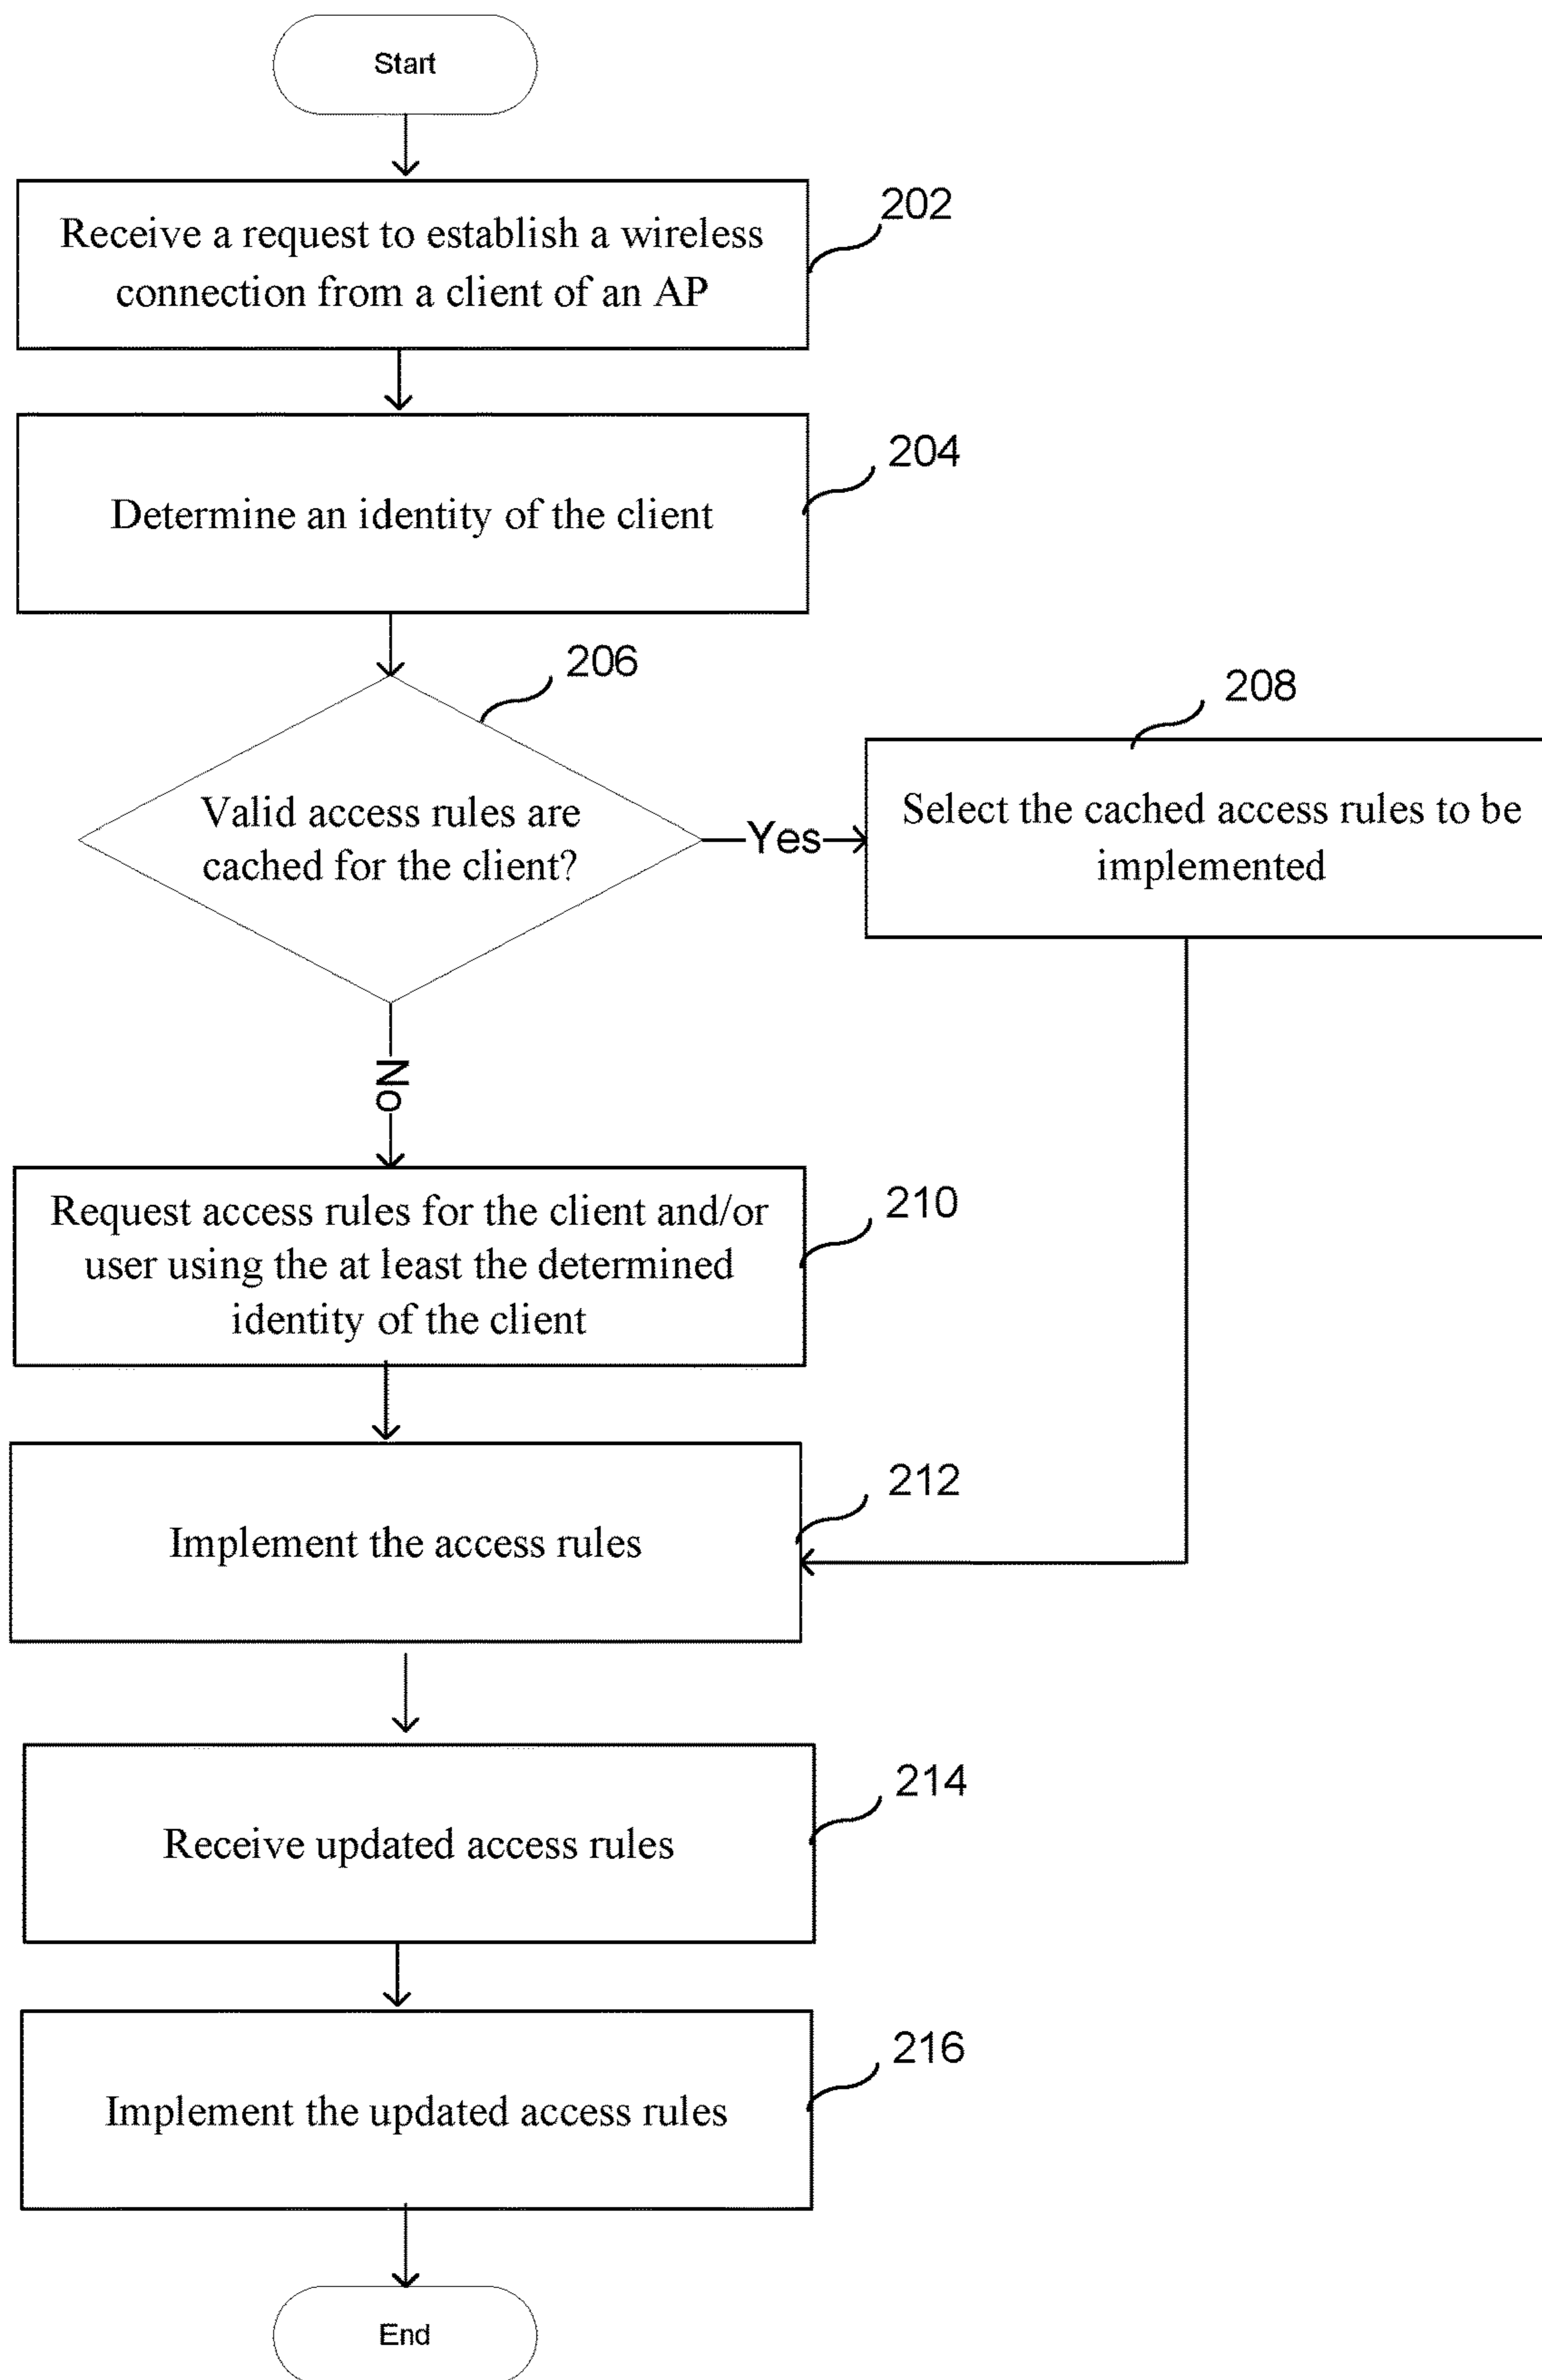 Start
202
Receive a request to establish a wireless
connection from a client of an AP
204
Determine an identity of the client
206
208
Valid access rules are
cached for the client?
Yes
Select the cached access rules to be
implemented
No
210
Request access rules for the client and/or
user using the at least the determined
identity of the client
212
Implement the access rules
214
Receive updated access rules
216
Implement the updated access rules
End